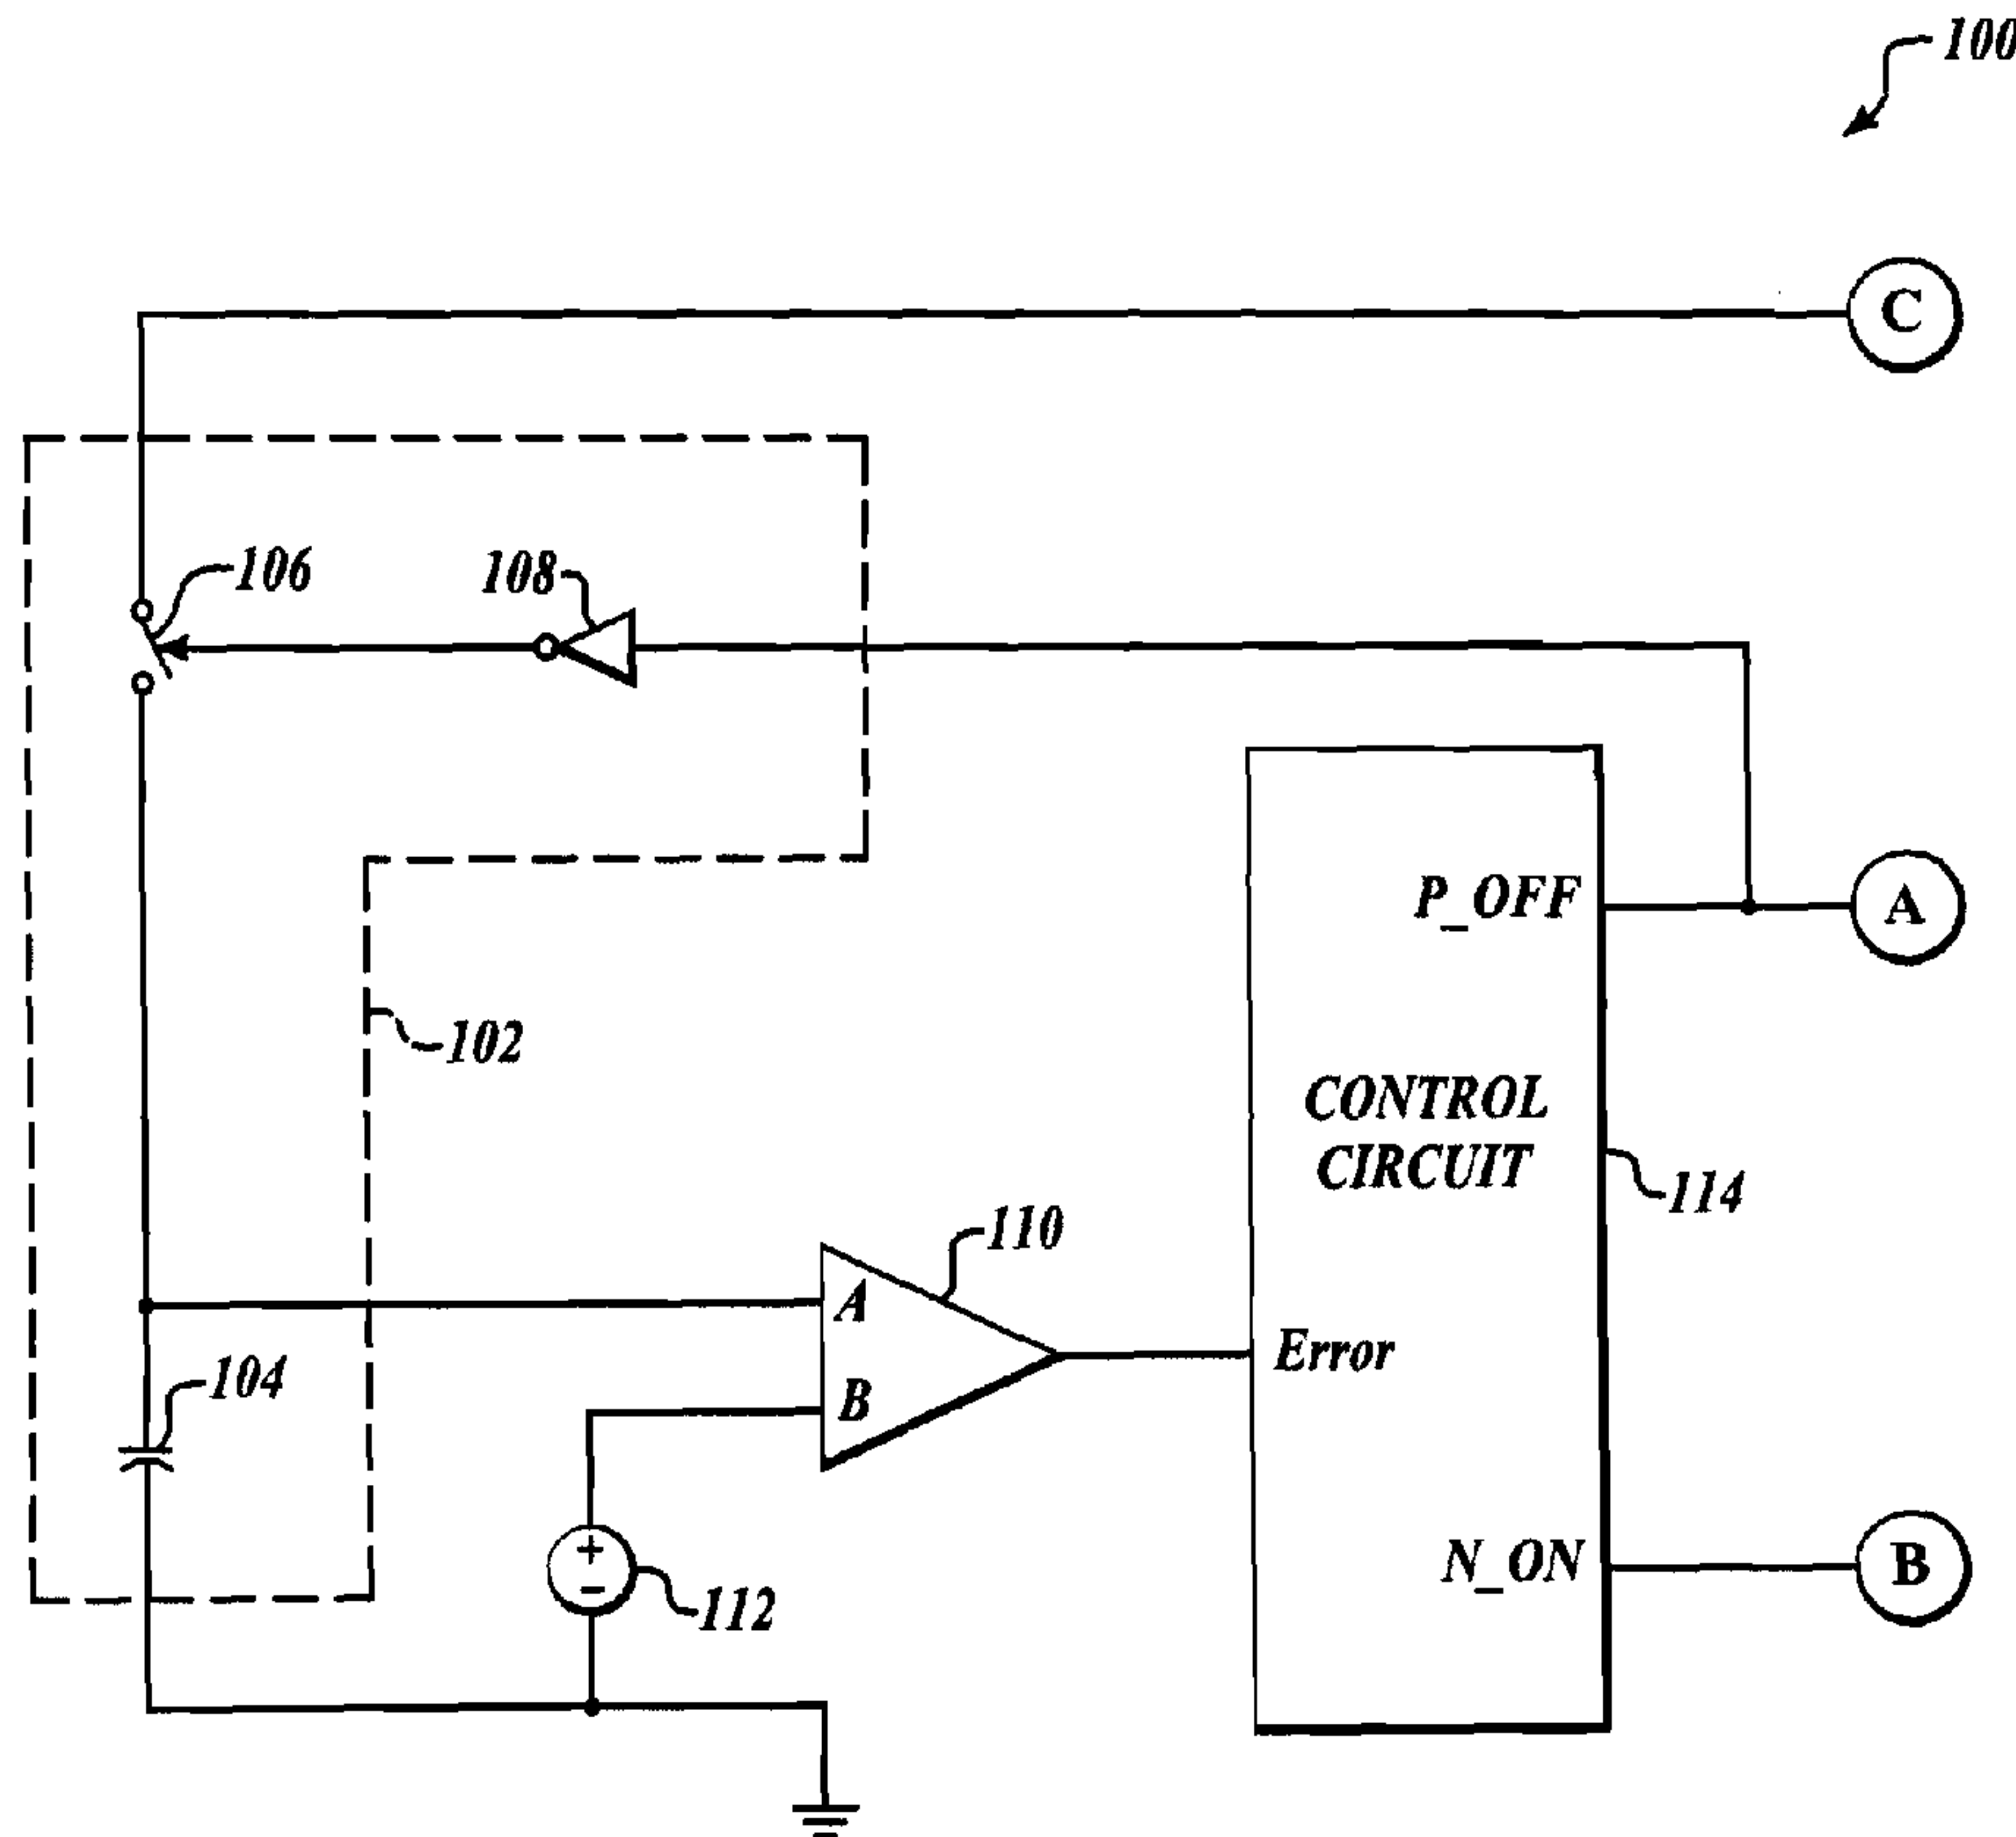 100
C
106
108
P_OFF
A
102
CONTROL
CIRCUIT
114
110
A
Error
104
B
N_ON
B
+
-
112